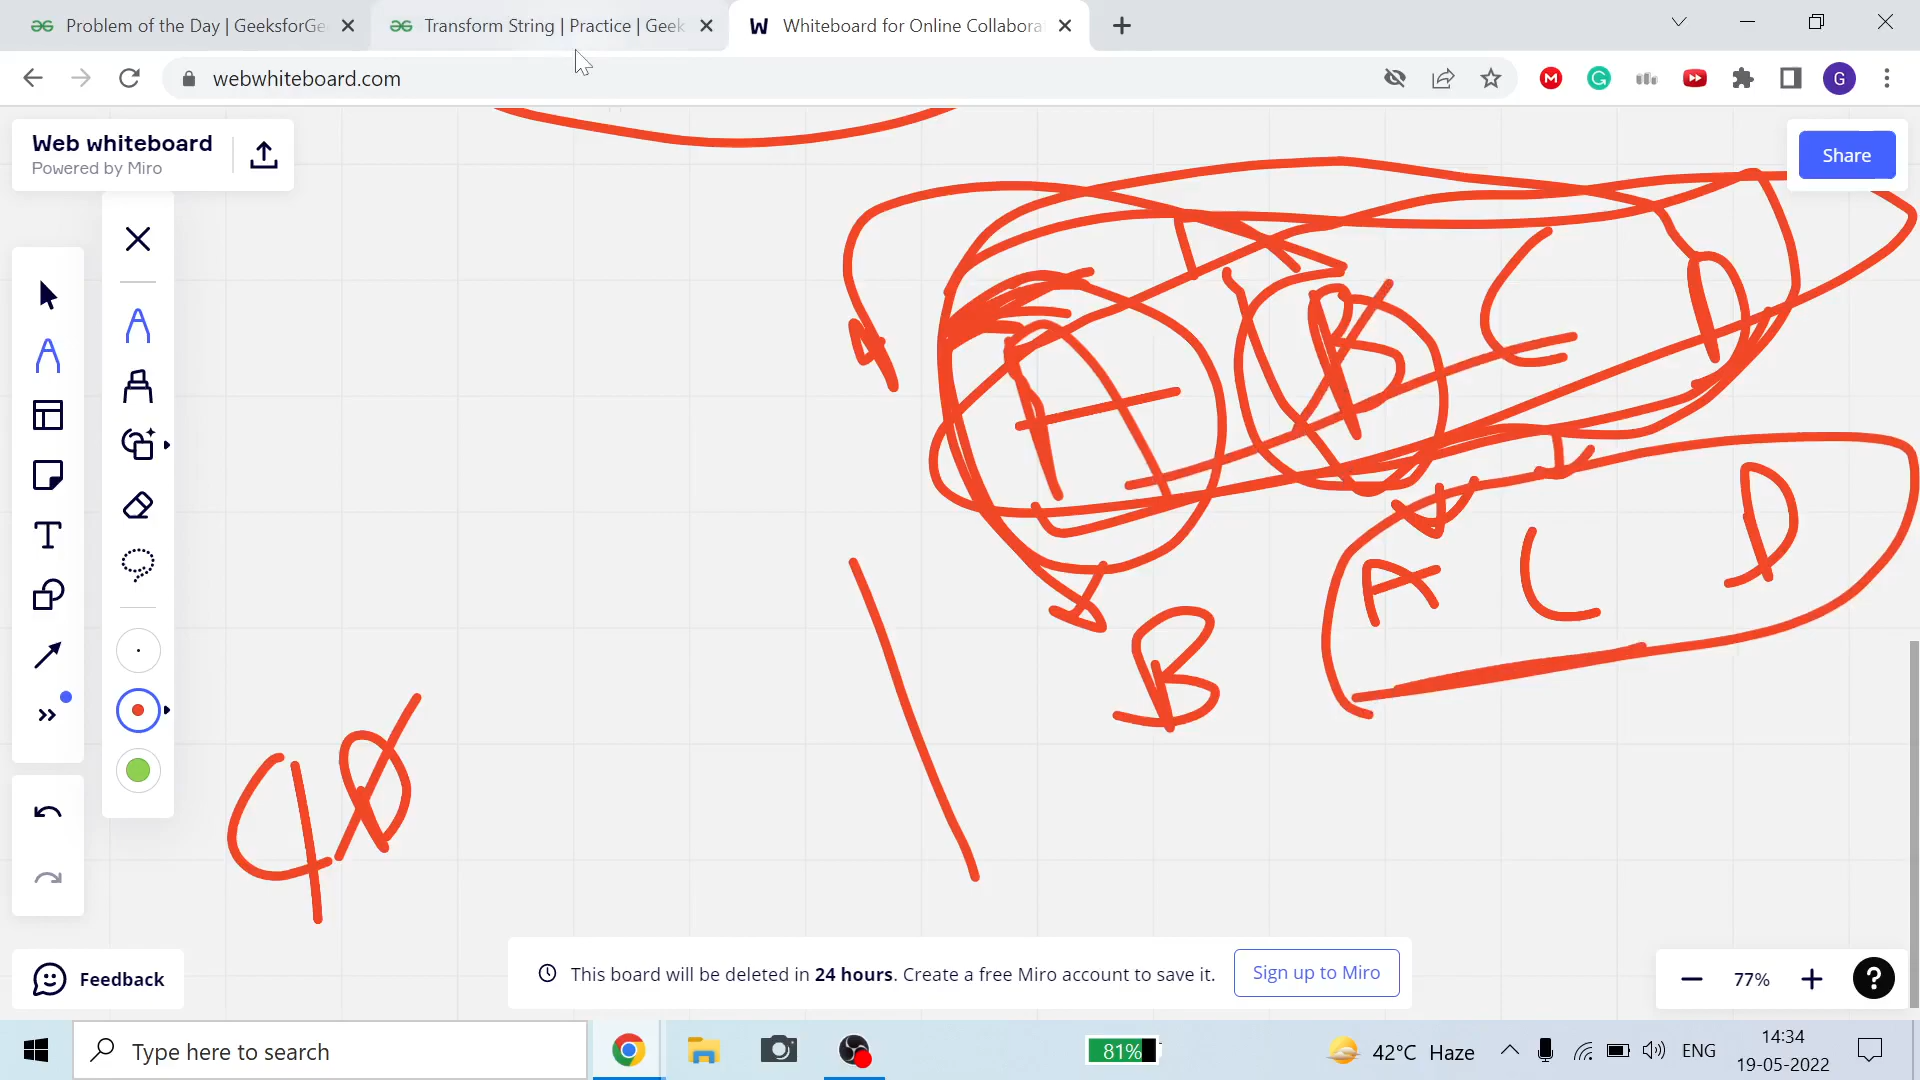 Problem of the Day | GeeksforGe
Transform String | Practice | Geek
W Whiteboard for Online Collabora
webwhiteboard.com
M
G
G
Web whiteboard
Powered by Miro
Share
A B C D
A C D
B
T
Feedback
This board will be deleted in 24 hours. Create a free Miro account to save it.
Sign up to Miro
77%
?
Type here to search
81%
42°C Haze
ENG
14:34
19-05-2022